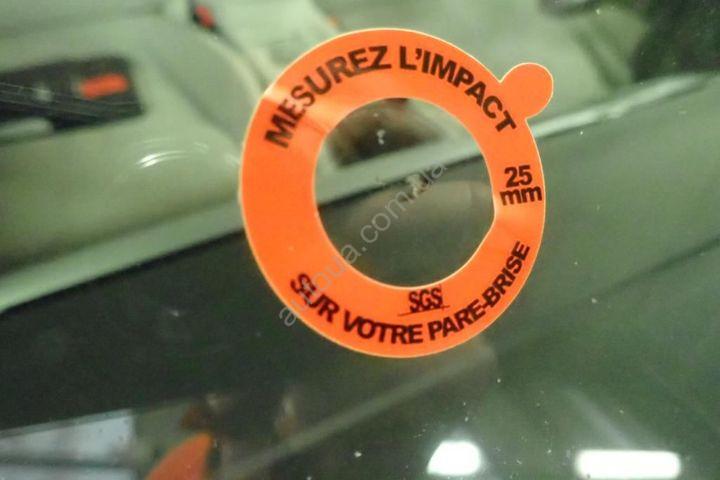 MESUREZ L'IMPACT
25
mm
SGS
SUR VOTRE PARE-BRISE
autoua.com.ua